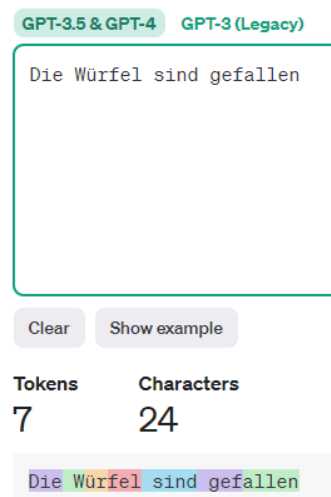 GPT-3.5 & GPT-4 GPT-3 (Legacy)
Die Würfel sind gefallen
Clear Show example
Tokens Characters
7 24
Die Würfel sind gefallen